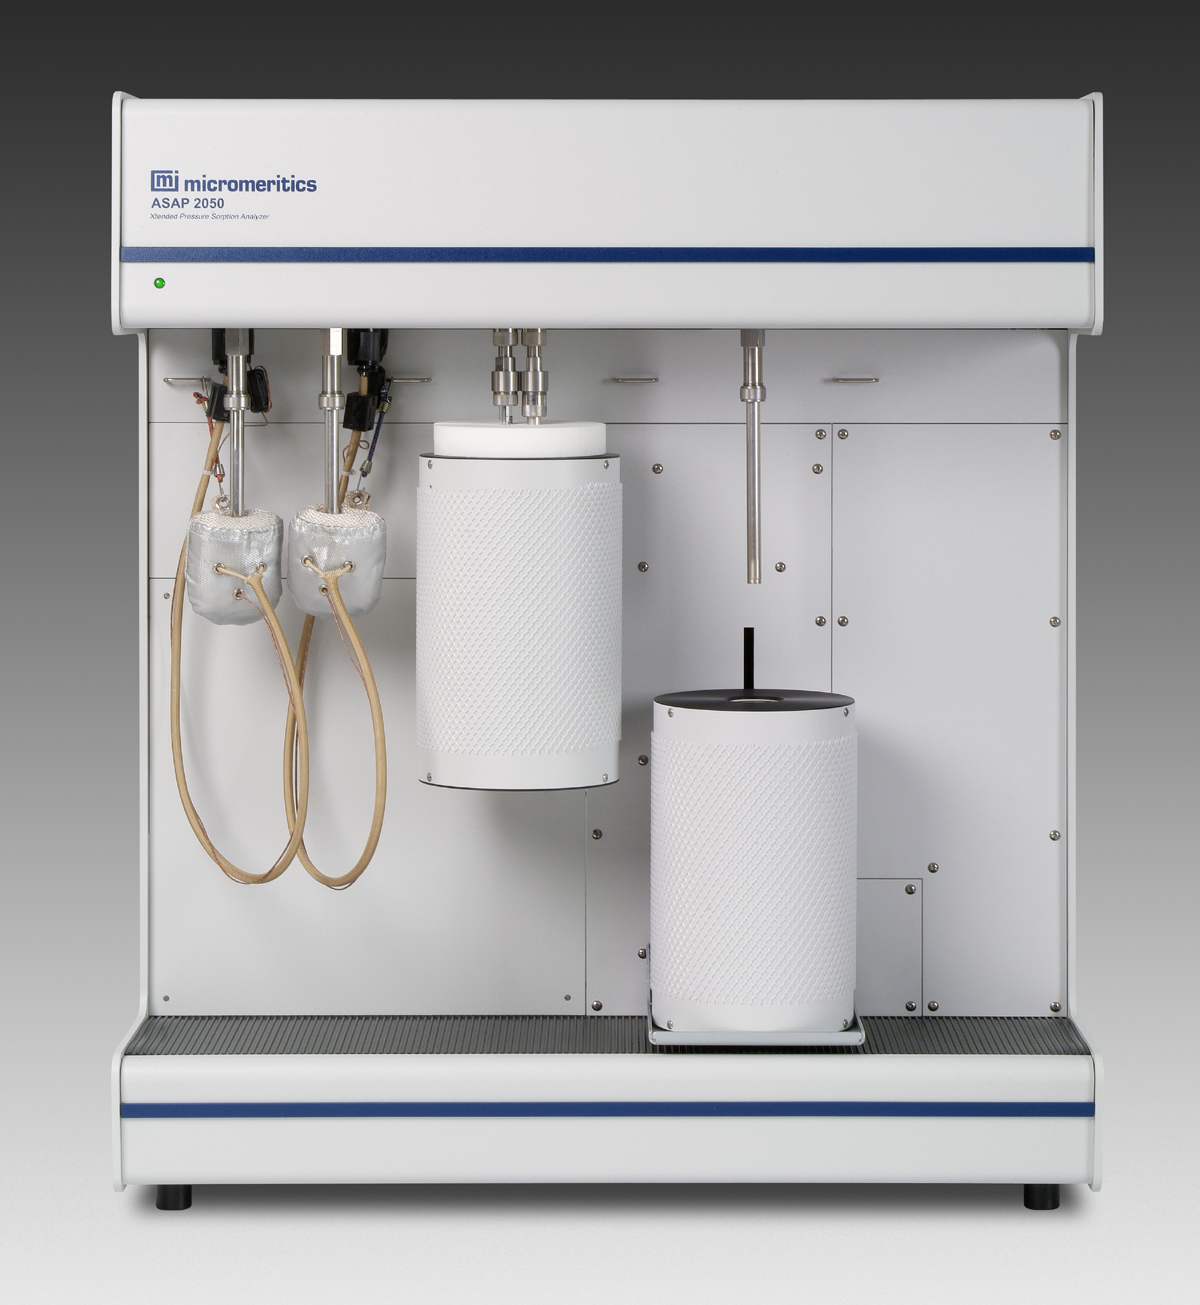 mi micromeritics
ASAP 2050
Xtended Pressure Sorption Analyzer